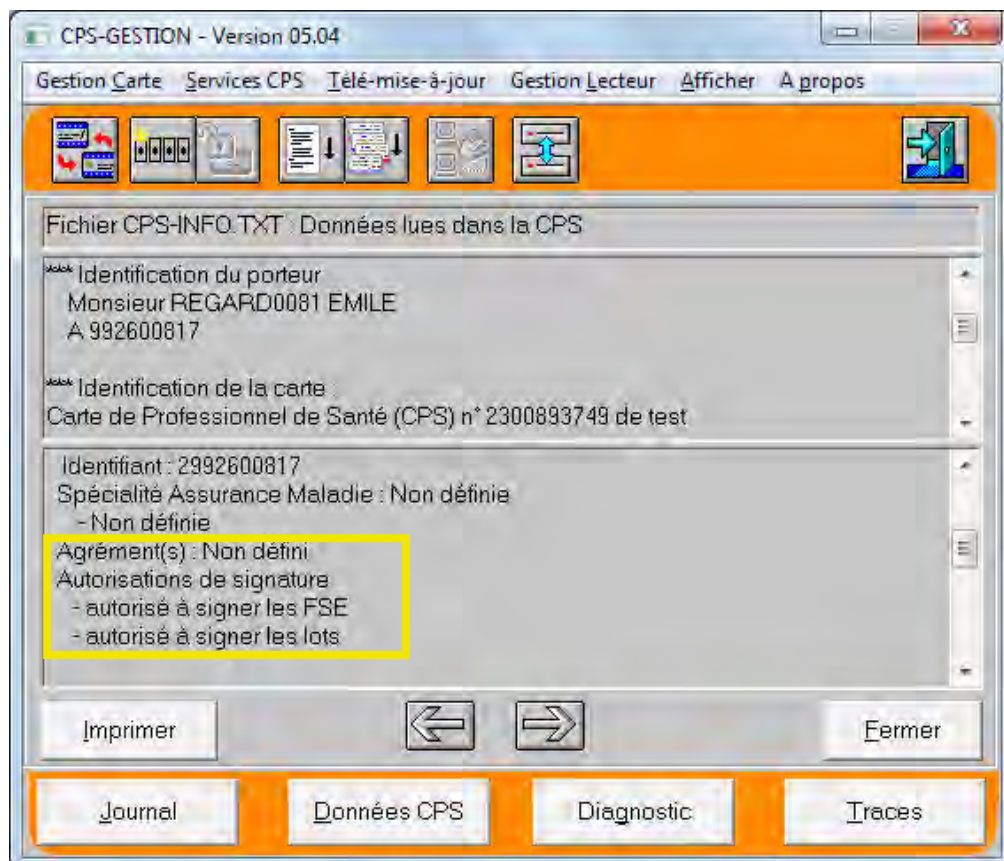 CPS-GESTION - Version 05.04
Gestion Carte Services CPS Télé-mise-à-jour Gestion Lecteur Afficher A propos
Fichier CPS-INFO.TXT : Données lues dans la CPS
*** Identification du porteur
Monsieur REGARD0081 EMILE
A 992600817
*** Identification de la carte :
Carte de Professionnel de Santé (CPS) n° 2300893749 de test
Identifiant : 2992600817
Spécialité Assurance Maladie : Non définie
- Non définie
Agrément(s) : Non défini
Autorisations de signature
- autorisé à signer les FSE
- autorisé à signer les lots
Imprimer Fermer
Journal Données CPS Diagnostic Traces